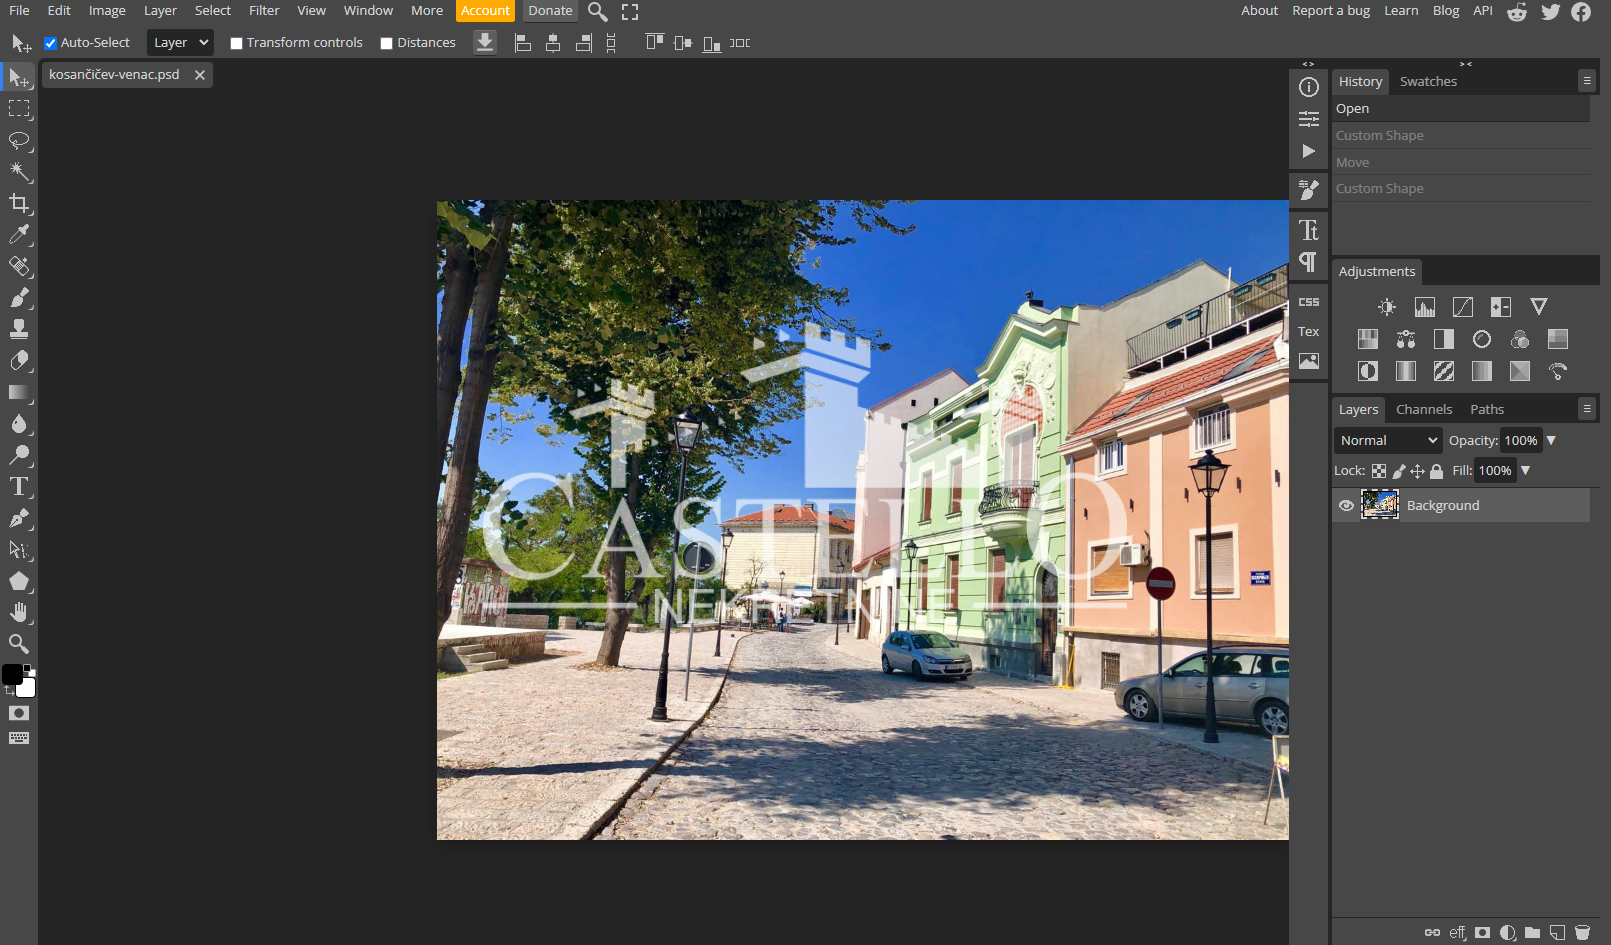 File Edit Image Layer Select Filter View Window More Account Donate About Report a bug Learn Blog API
Auto-Select Layer Transform controls Distances
kosančićev-venac.psd
History Swatches
Open
Custom Shape
Move
Custom Shape
Adjustments
CSS
Tex
Layers Channels Paths
Normal Opacity: 100%
Lock: Fill: 100%
Background
eff
CASTELLO
NEKRETNINE